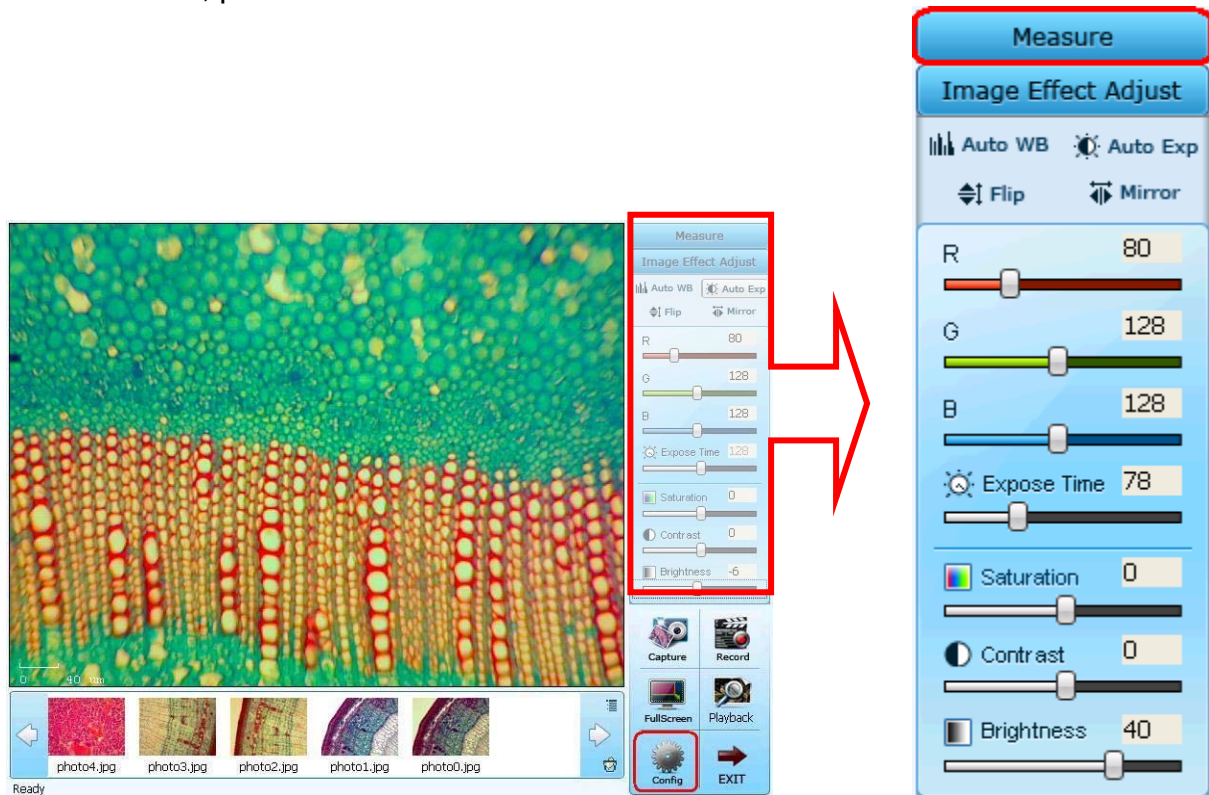 Measure
Image Effect Adjust
Auto WB Auto Exp
Flip Mirror
R 80
G 128
B 128
Expose Time 128
Saturation 0
Contrast 0
Brightness -6
Capture Record
FullScreen Playback
Config EXIT
0 40 um
photo4.jpg photo3.jpg photo2.jpg photo1.jpg photo0.jpg
Ready
Measure
Image Effect Adjust
Auto WB Auto Exp
Flip Mirror
R 80
G 128
B 128
Expose Time 78
Saturation 0
Contrast 0
Brightness 40